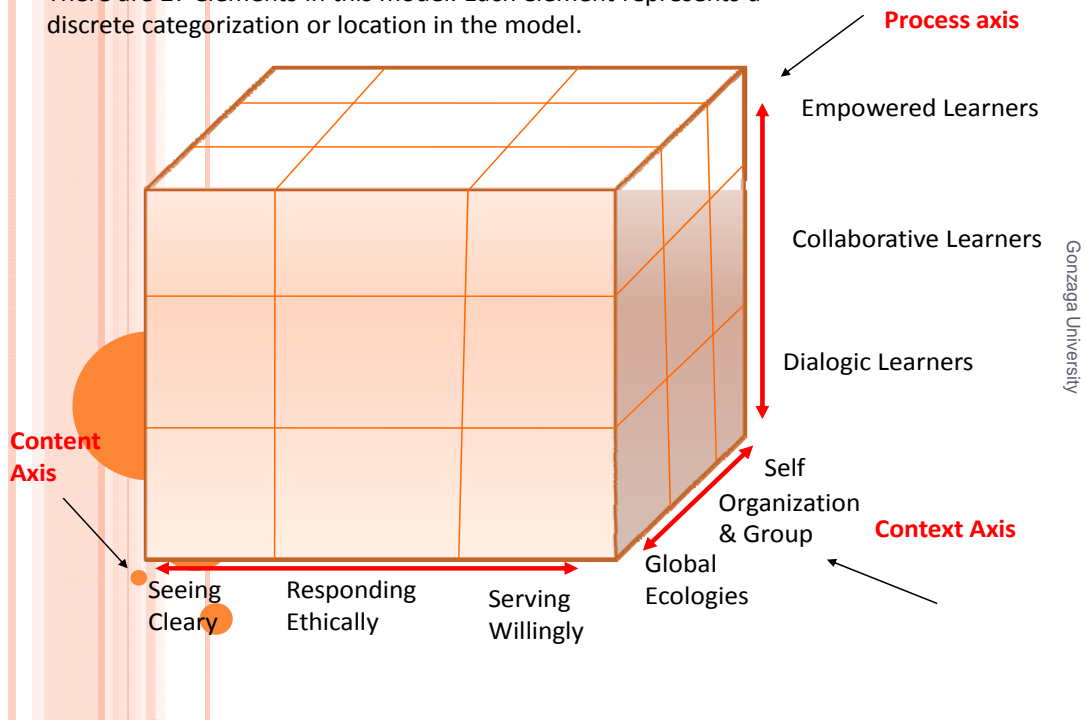 discrete categorization or location in the model.
Process axis
Empowered Learners
Collaborative Learners
Dialogic Learners
Gonzaga University
Content
Axis
Self
Organization
& Group
Context Axis
Global
Ecologies
Seeing
Cleary
Responding
Ethically
Serving
Willingly